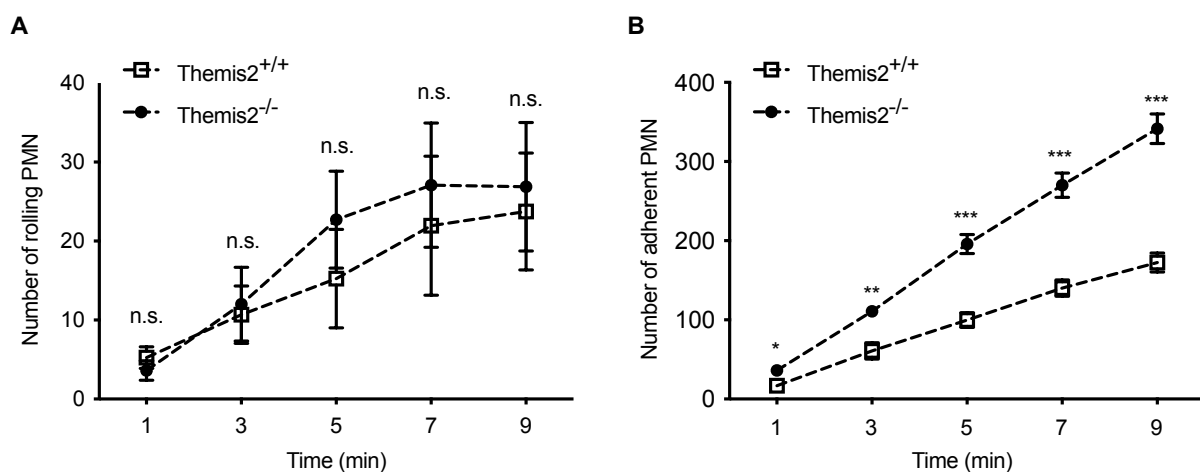 A
Themis2+/+
Themis2-/-
Number of rolling PMN
40
30
20
10
0
n.s.
n.s.
n.s.
n.s.
n.s.
1 3 5 7 9
Time (min)
B
Themis2+/+
Themis2-/-
Number of adherent PMN
400
300
200
100
0
*
**
***
***
***
1 3 5 7 9
Time (min)